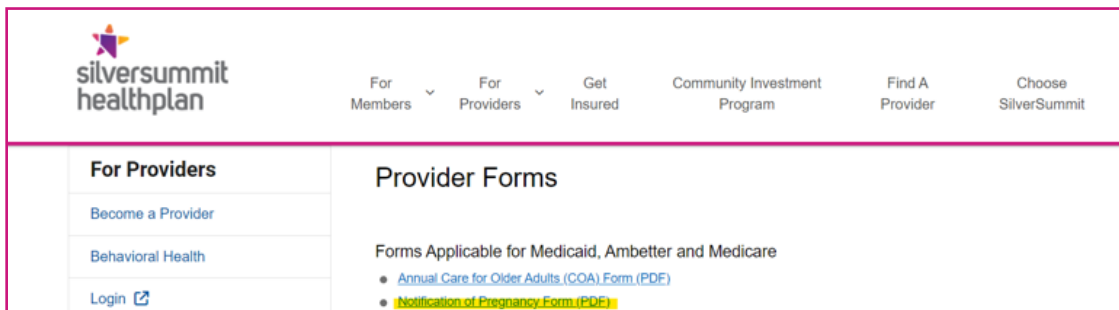 silversummit
healthplan
For
Members
For
Providers
Get
Insured
Community Investment
Program
Find A
Provider
Choose
SilverSummit
For Providers
Become a Provider
Behavioral Health
Login
Provider Forms
Forms Applicable for Medicaid, Ambetter and Medicare
Annual Care for Older Adults (COA) Form (PDF)
Notification of Pregnancy Form (PDF)